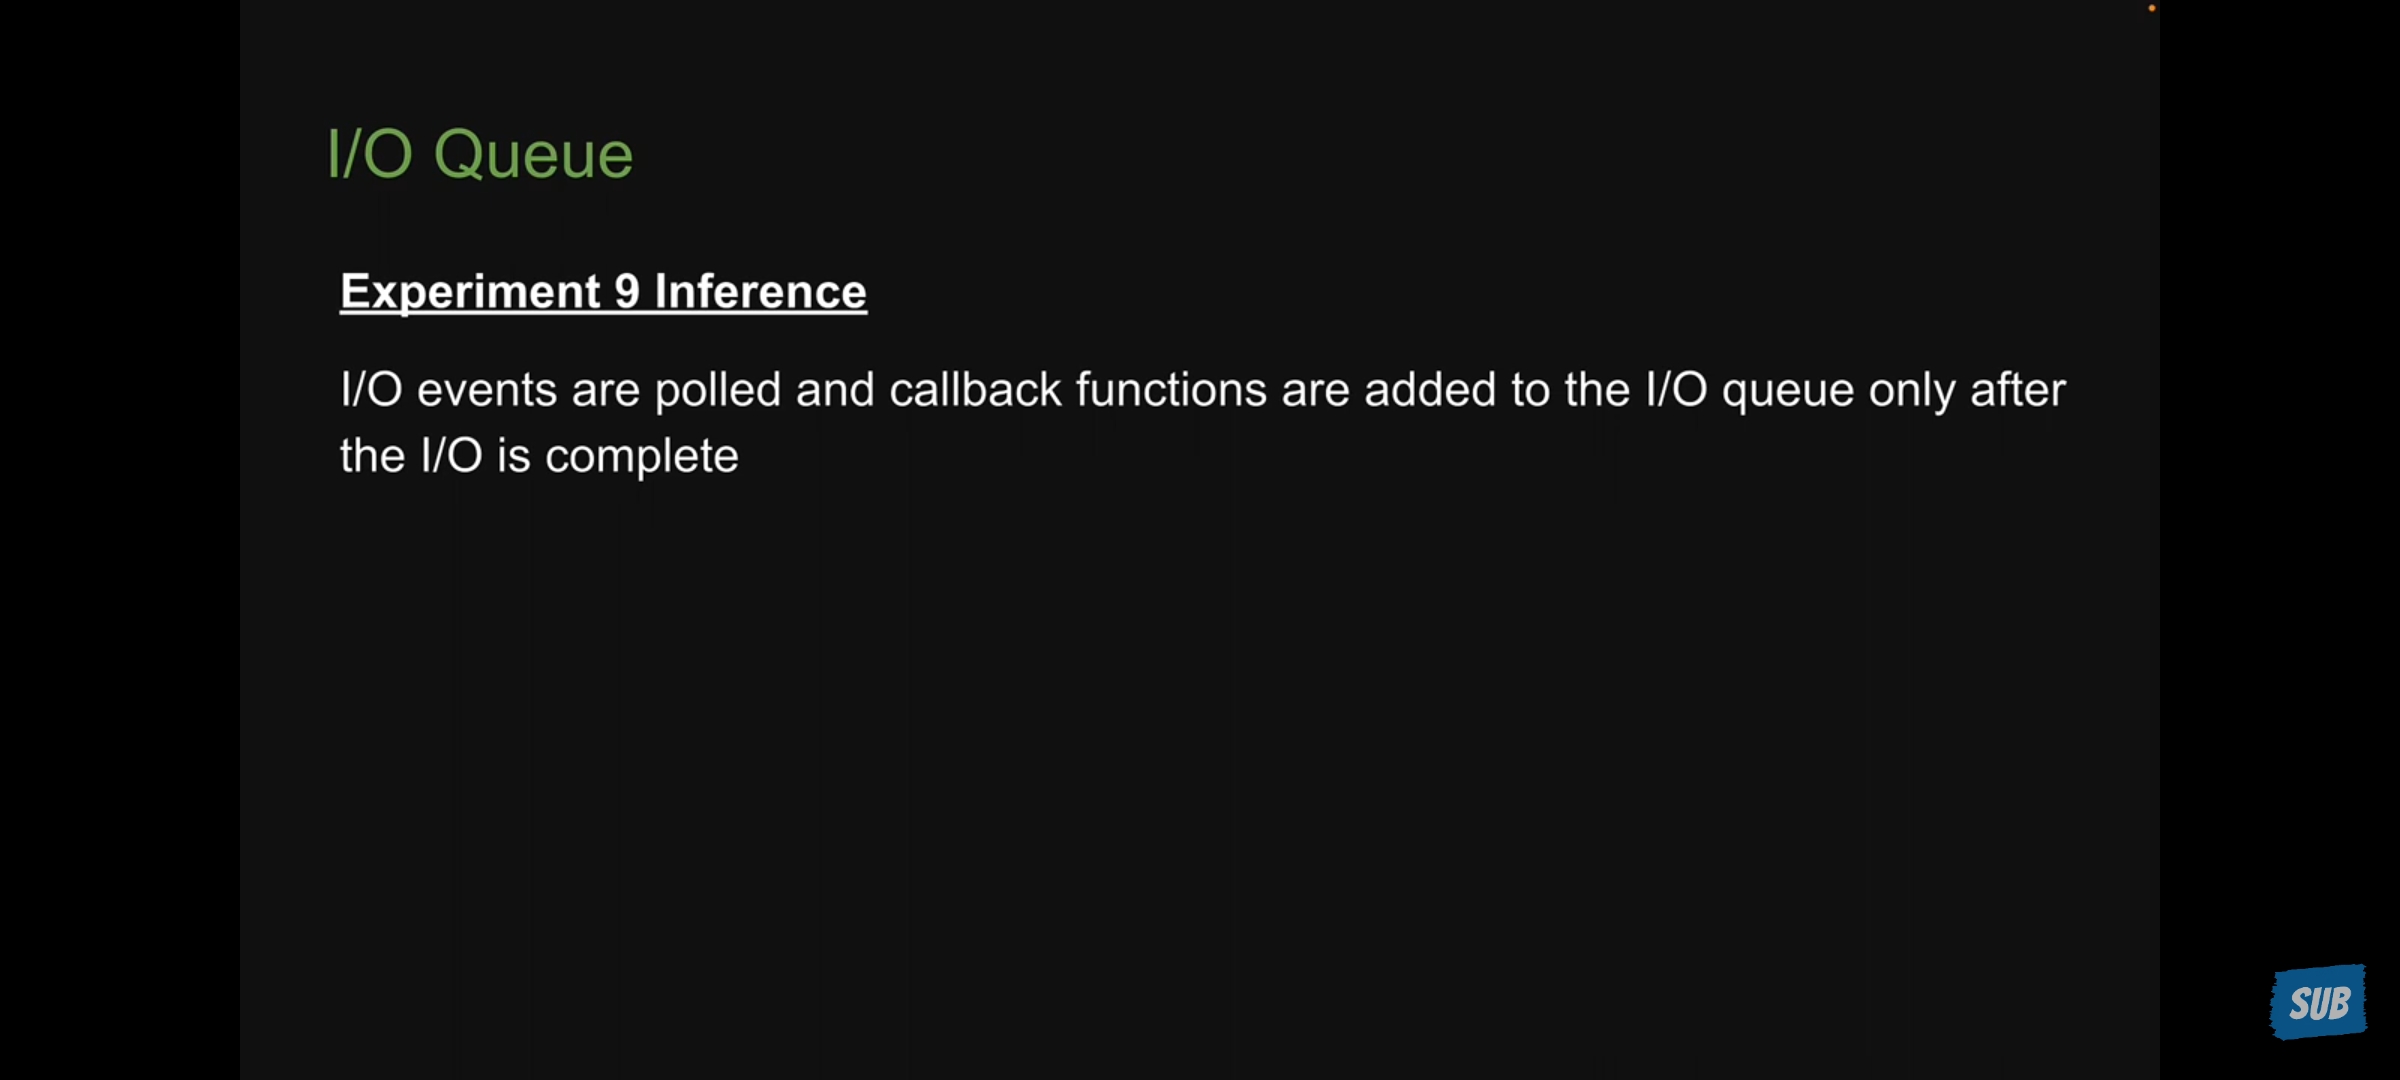 I/O Queue
Experiment 9 Inference
I/O events are polled and callback functions are added to the I/O queue only after
the I/O is complete
SUB